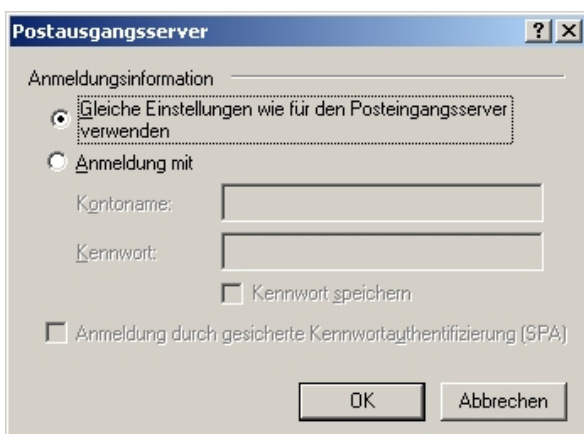 Postausgangsserver
Anmeldungsinformation
Gleiche Einstellungen wie für den Posteingangsserver
verwenden
Anmeldung mit
Kontoname:
Kennwort:
Kennwort speichern
Anmeldung durch gesicherte Kennwortauthentifizierung (SPA)
OK Abbrechen